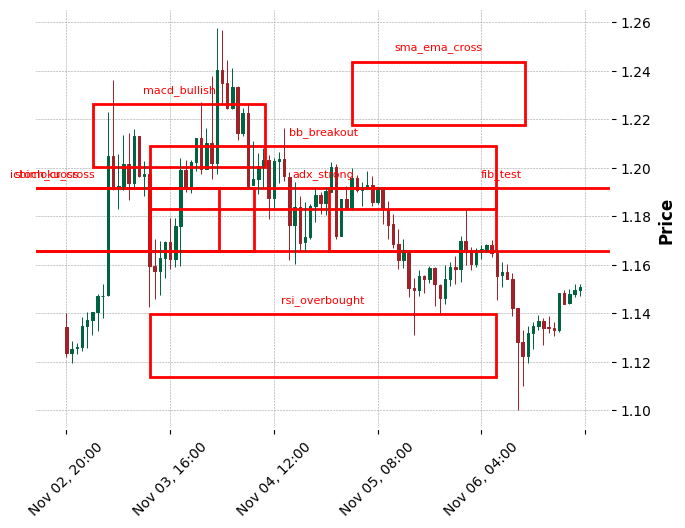 1.26
sma_ema_cross
1.24
macd_bullish
1.22
bb_breakout
1.20
stoch_cross
adx_strong
fib_test
1.18
Price
1.16
rsi_overbought
1.14
1.12
1.10
Nov 02, 20:00
Nov 03, 16:00
Nov 04, 12:00
Nov 05, 08:00
Nov 06, 04:00